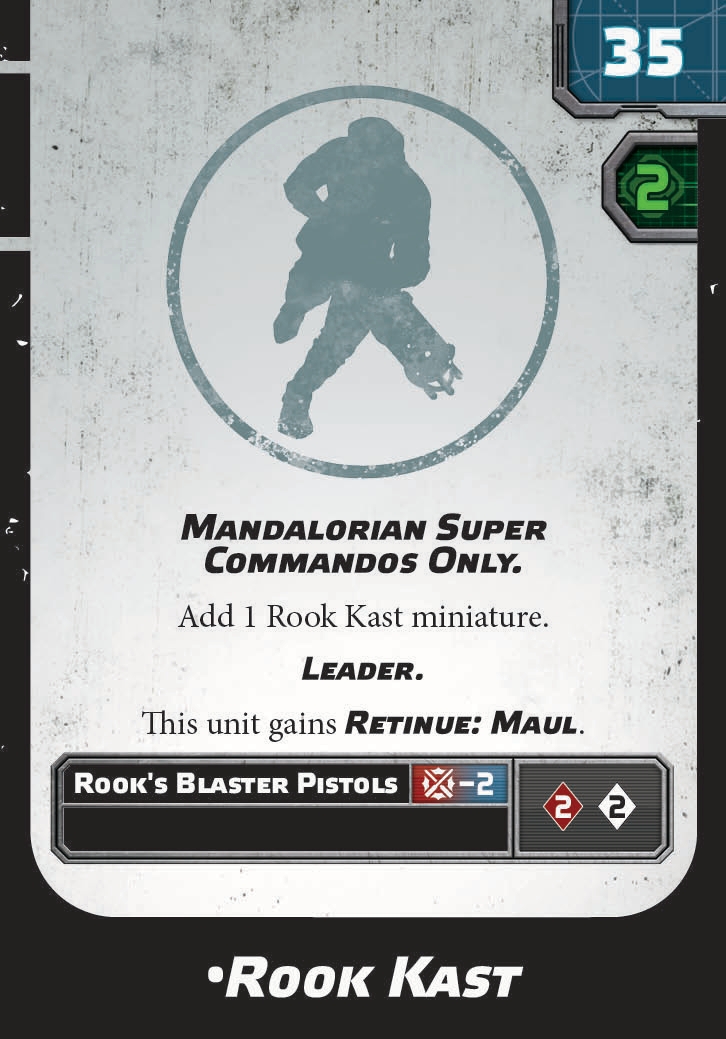 35
2
Mandalorian Super
Commandos Only.
Add 1 Rook Kast miniature.
Leader.
This unit gains Retinue: Maul.
Rook's Blaster Pistols
–2
2 2
•Rook Kast